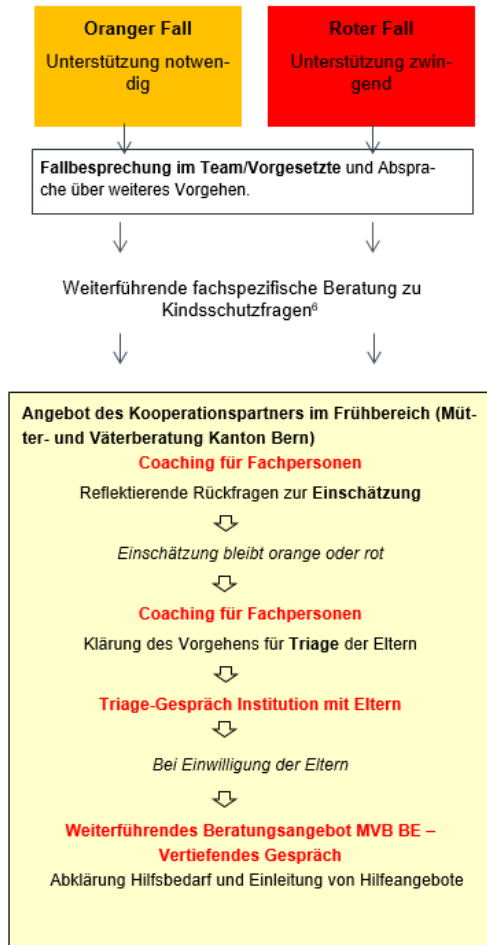 Oranger Fall
Unterstützung notwen-
dig
Roter Fall
Unterstützung zwin-
gend
Fallbesprechung im Team/Vorgesetzte und Abspra-
che über weiteres Vorgehen.
Weiterführende fachspezifische Beratung zu
Kindsschutzfragen⁶
Angebot des Kooperationspartners im Frühbereich (Müt-
ter- und Väterberatung Kanton Bern)
Coaching für Fachpersonen
Reflektierende Rückfragen zur Einschätzung
Einschätzung bleibt orange oder rot
Coaching für Fachpersonen
Klärung des Vorgehens für Triage der Eltern
Triage-Gespräch Institution mit Eltern
Bei Einwilligung der Eltern
Weiterführendes Beratungsangebot MVB BE –
Vertiefendes Gespräch
Abklärung Hilfsbedarf und Einleitung von Hilfeangebote